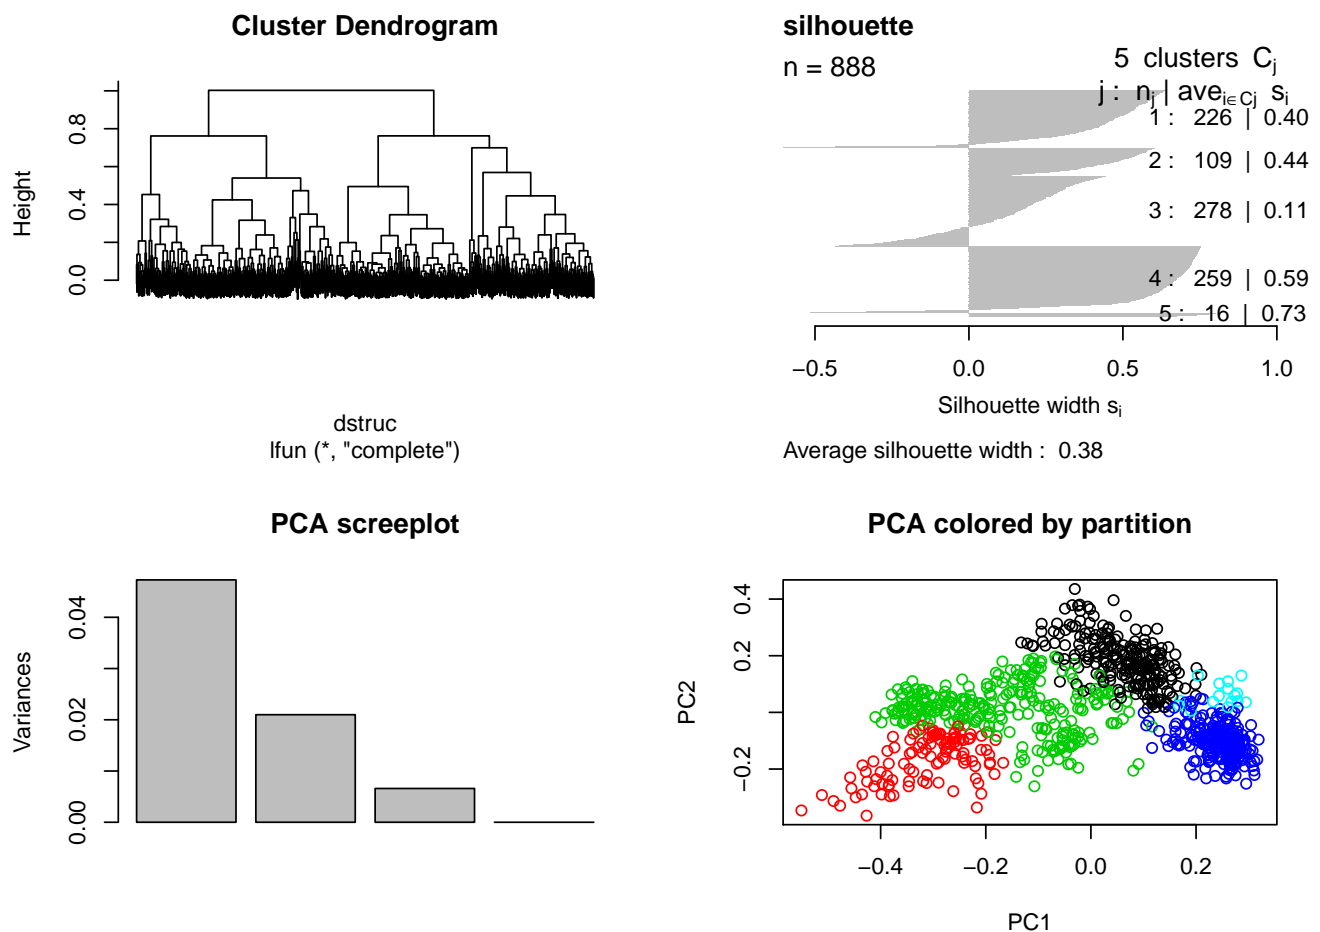 Cluster Dendrogram
Height
0.0
0.4
0.8
dstruc
lfun (*, "complete")
silhouette
n = 888
5 clusters Cj
j : nj | ave i∈Cj si
1 : 226 | 0.40
2 : 109 | 0.44
3 : 278 | 0.11
4 : 259 | 0.59
5 : 16 | 0.73
−0.5 0.0 0.5 1.0
Silhouette width si
Average silhouette width : 0.38
PCA screeplot
Variances
0.00
0.02
0.04
PCA colored by partition
PC2
−0.2
0.2
0.4
−0.4 −0.2 0.0 0.2
PC1